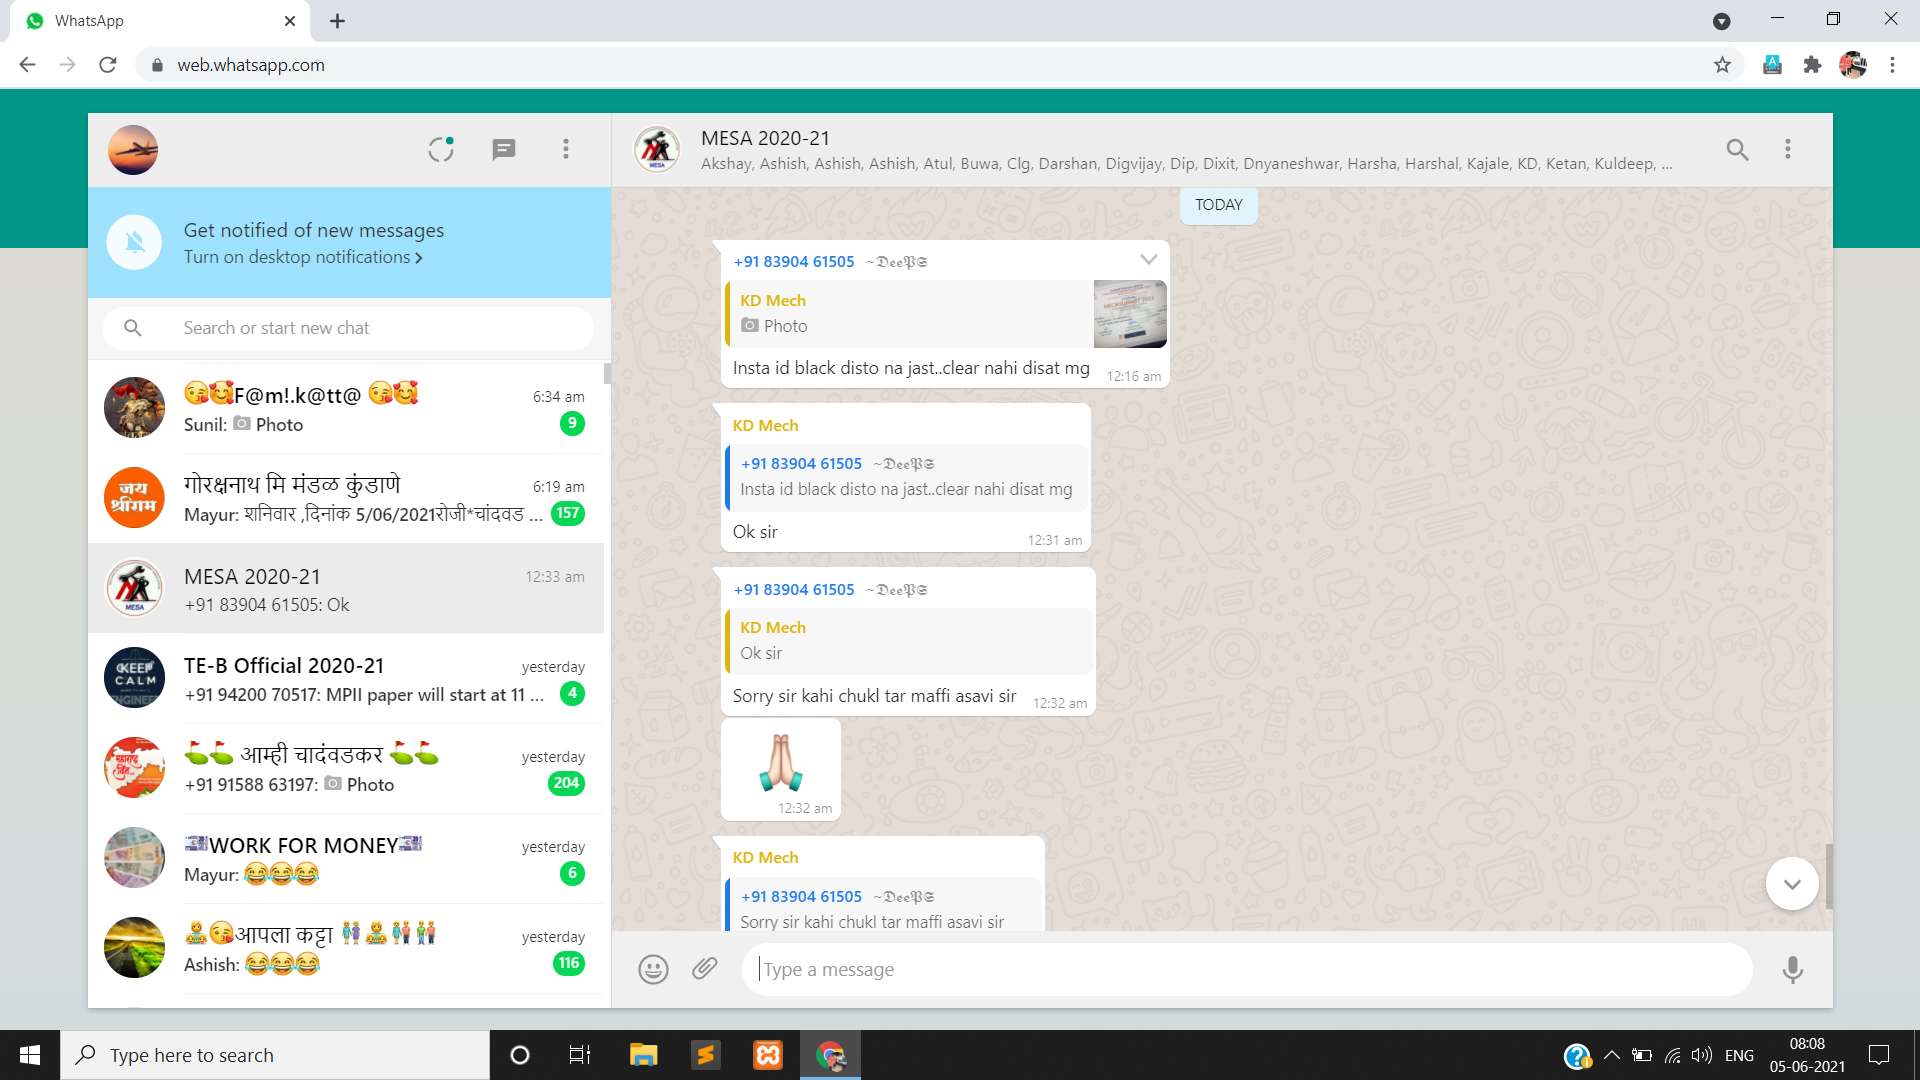 WhatsApp
web.whatsapp.com
Get notified of new messages
Turn on desktop notifications
Search or start new chat
😘🥰F@m!.k@tt@ 😘🥰 6:34 am
Sunil: Photo 9
जय श्रीराम
गोरक्षनाथ मि मंडळ कुंडाणे 6:19 am
Mayur: शनिवार ,दिनांक 5/06/2021रोजी*चांदवड ... 157
MESA
MESA 2020-21 12:33 am
+91 83904 61505: Ok
KEEP
CALM
ENGINEER
TE-B Official 2020-21 yesterday
+91 94200 70517: MPII paper will start at 11 ... 4
⛳⛳ आम्ही चादंवडकर ⛳⛳ yesterday
+91 91588 63197: Photo 204
WORK FOR MONEY yesterday
Mayur: 😂😂😂 6
आपला कट्टा yesterday
Ashish: 😂😂😂 116
MESA
MESA 2020-21
Akshay, Ashish, Ashish, Ashish, Atul, Buwa, Clg, Darshan, Digvijay, Dip, Dixit, Dnyaneshwar, Harsha, Harshal, Kajale, KD, Ketan, Kuldeep, ...
TODAY
+91 83904 61505 ~𝕯𝖊𝖊𝕻𝕾
KD Mech
Photo
Insta id black disto na jast..clear nahi disat mg 12:16 am
KD Mech
+91 83904 61505 ~𝕯𝖊𝖊𝕻𝕾
Insta id black disto na jast..clear nahi disat mg
Ok sir 12:31 am
+91 83904 61505 ~𝕯𝖊𝖊𝕻𝕾
KD Mech
Ok sir
Sorry sir kahi chukl tar maffi asavi sir 12:32 am
🙏🏻
12:32 am
KD Mech
+91 83904 61505 ~𝕯𝖊𝖊𝕻𝕾
Sorry sir kahi chukl tar maffi asavi sir
Type a message
Type here to search
ENG
08:08
05-06-2021